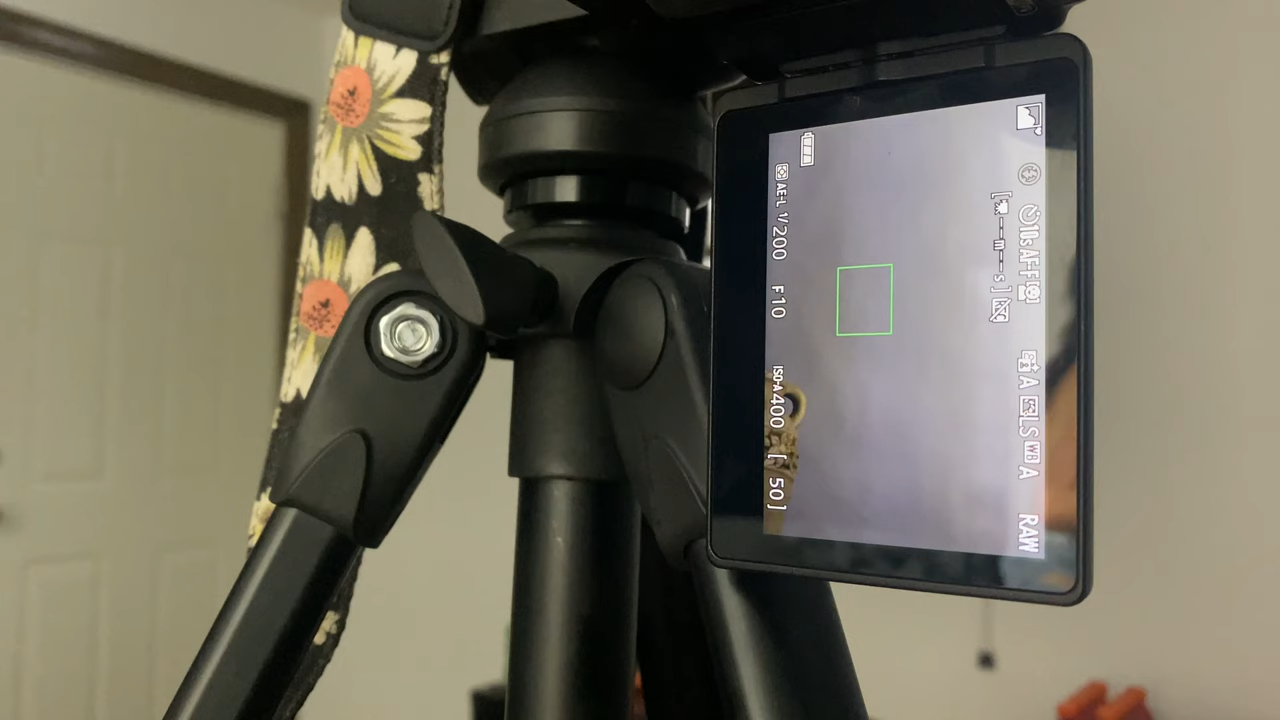 10s AF-F A LS WB A RAW
[ ---m---s ]
AE-L 1/200 F10 ISO-A400 [ 50]